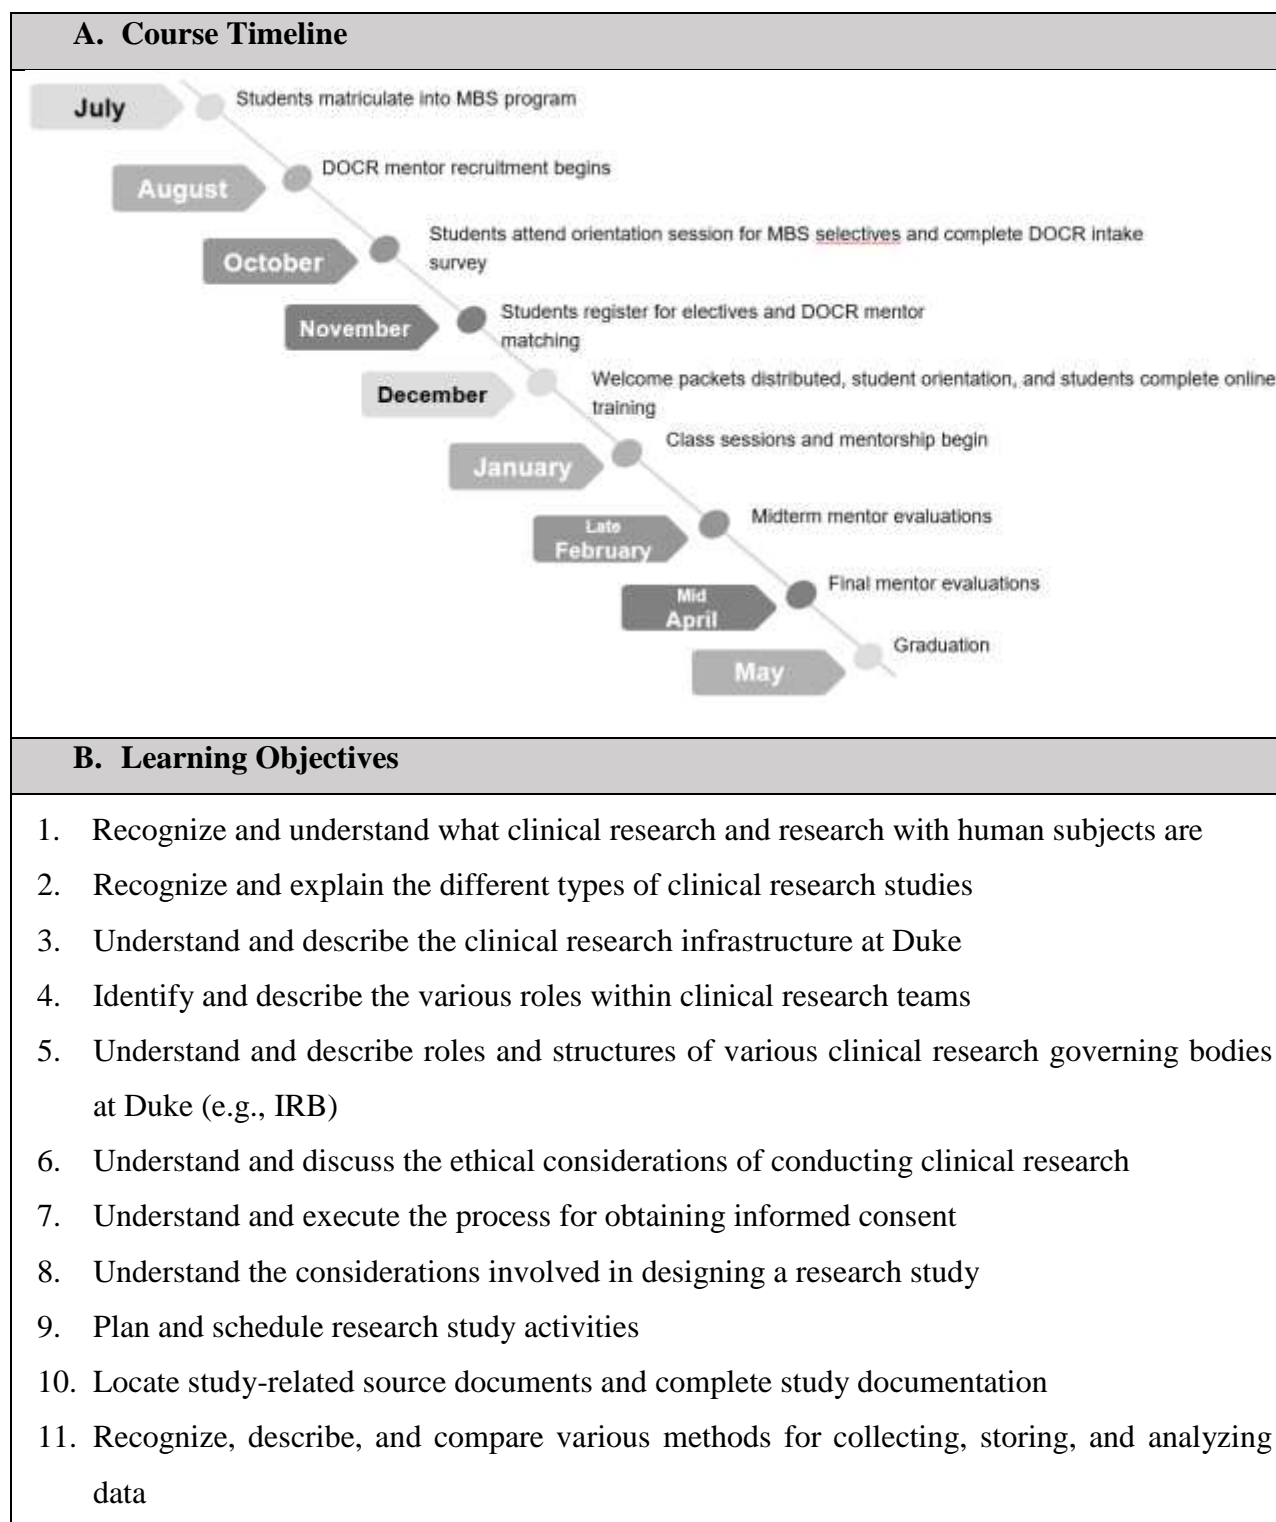 A. Course Timeline
July
Students matriculate into MBS program
August
DOCR mentor recruitment begins
October
Students attend orientation session for MBS selectives and complete DOCR intake
survey
November
Students register for electives and DOCR mentor
matching
December
Welcome packets distributed, student orientation, and students complete online
training
January
Class sessions and mentorship begin
Late
February
Midterm mentor evaluations
Mid
April
Final mentor evaluations
May
Graduation
B. Learning Objectives
1. Recognize and understand what clinical research and research with human subjects are
2. Recognize and explain the different types of clinical research studies
3. Understand and describe the clinical research infrastructure at Duke
4. Identify and describe the various roles within clinical research teams
5. Understand and describe roles and structures of various clinical research governing bodies
at Duke (e.g., IRB)
6. Understand and discuss the ethical considerations of conducting clinical research
7. Understand and execute the process for obtaining informed consent
8. Understand the considerations involved in designing a research study
9. Plan and schedule research study activities
10. Locate study-related source documents and complete study documentation
11. Recognize, describe, and compare various methods for collecting, storing, and analyzing
data